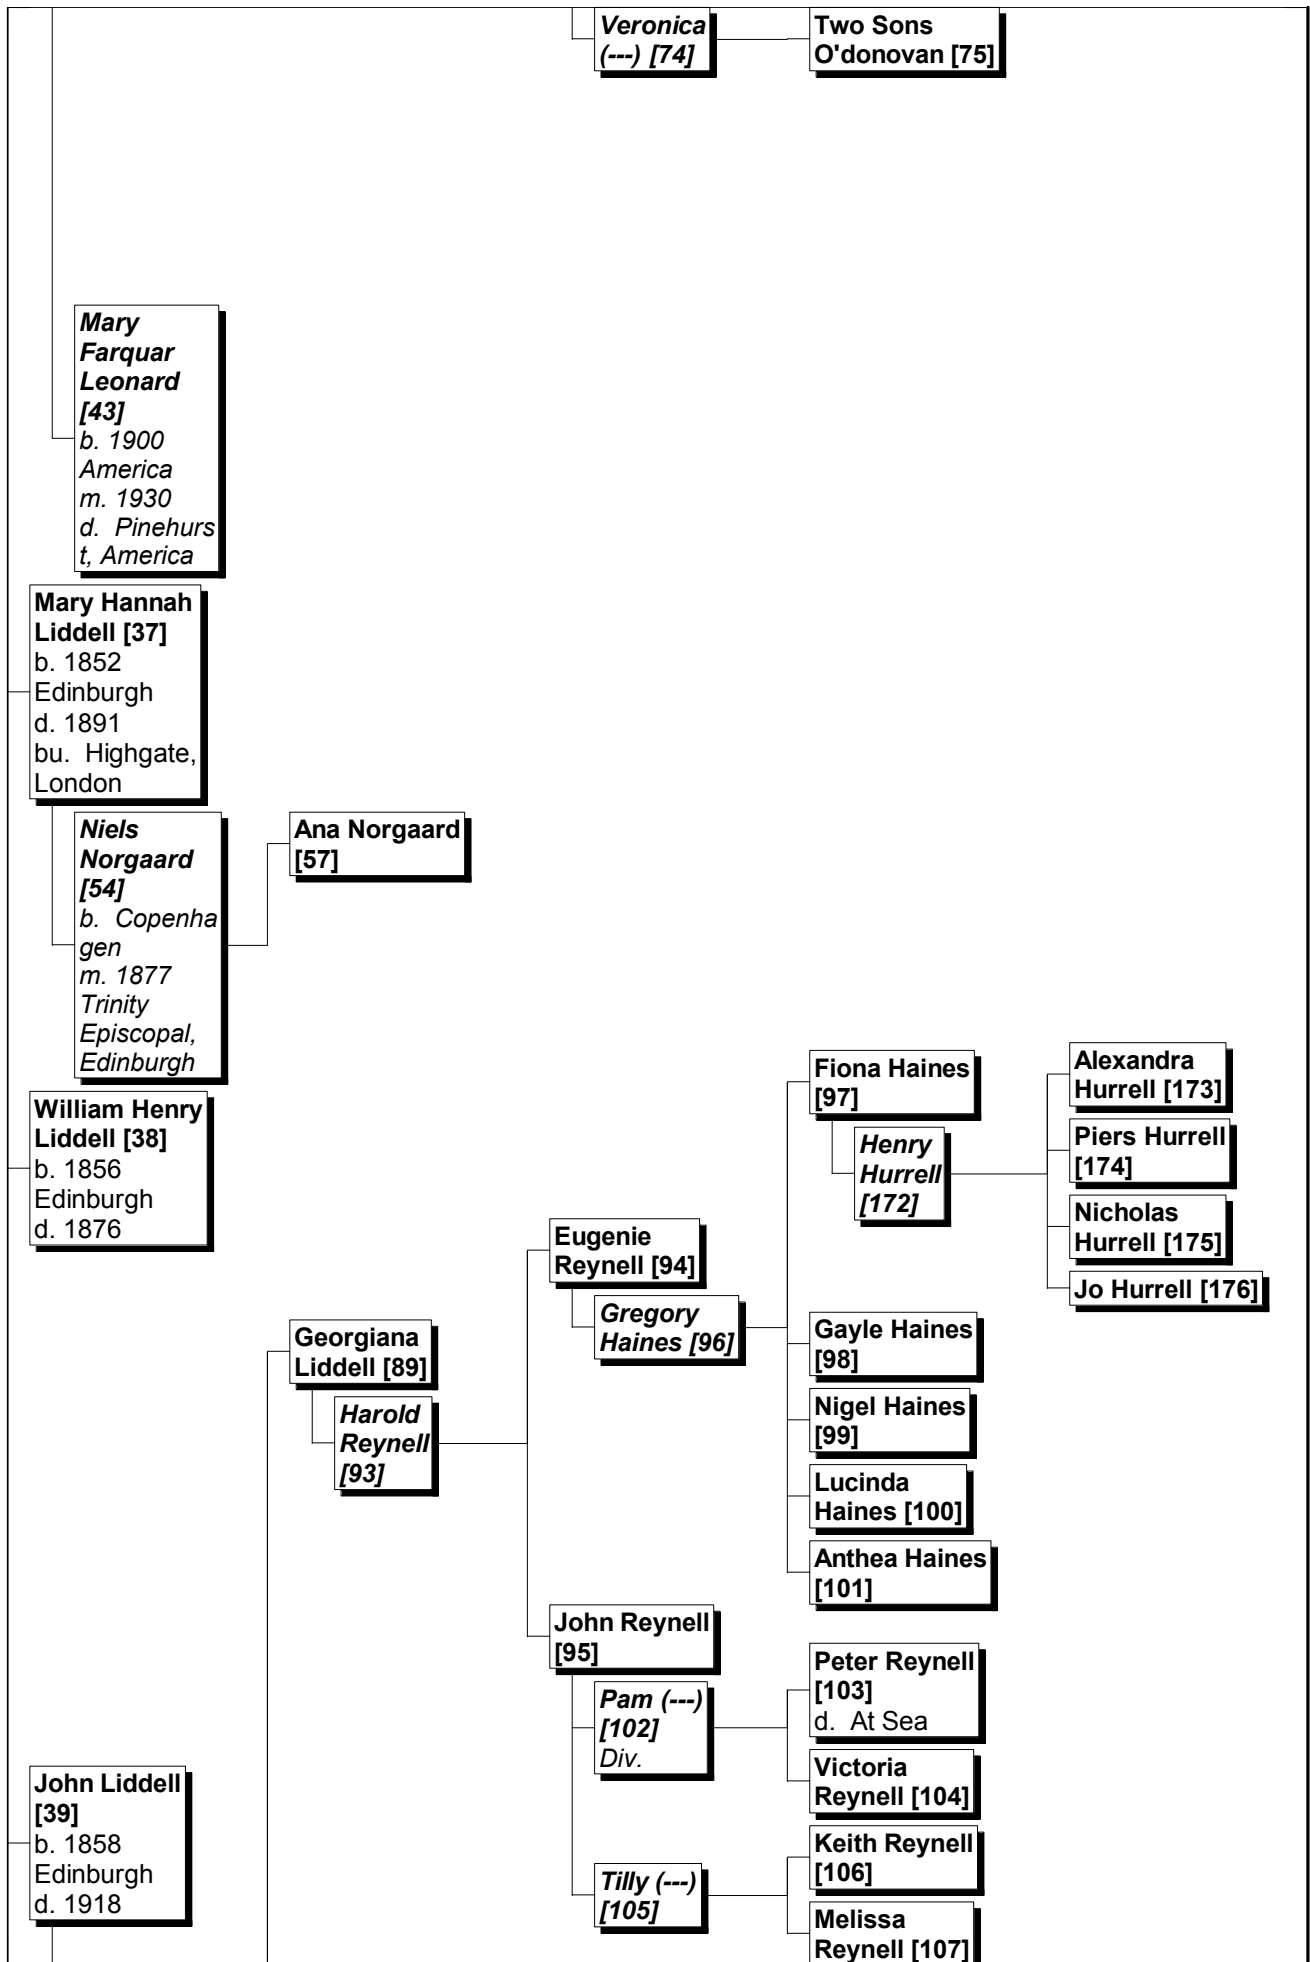 Veronica
(---) [74]
Two Sons
O'donovan [75]
Mary
Farquar
Leonard
[43]
b. 1900
America
m. 1930
d. Pinehurs
t, America
Mary Hannah
Liddell [37]
b. 1852
Edinburgh
d. 1891
bu. Highgate,
London
Niels
Norgaard
[54]
b. Copenha
gen
m. 1877
Trinity
Episcopal,
Edinburgh
Ana Norgaard
[57]
William Henry
Liddell [38]
b. 1856
Edinburgh
d. 1876
Georgiana
Liddell [89]
Harold
Reynell
[93]
Eugenie
Reynell [94]
Gregory
Haines [96]
Fiona Haines
[97]
Henry
Hurrell
[172]
Alexandra
Hurrell [173]
Piers Hurrell
[174]
Nicholas
Hurrell [175]
Jo Hurrell [176]
Gayle Haines
[98]
Nigel Haines
[99]
Lucinda
Haines [100]
Anthea Haines
[101]
John Reynell
[95]
Pam (---)
[102]
Div.
Peter Reynell
[103]
d. At Sea
Victoria
Reynell [104]
Tilly (---)
[105]
Keith Reynell
[106]
Melissa
Reynell [107]
John Liddell
[39]
b. 1858
Edinburgh
d. 1918